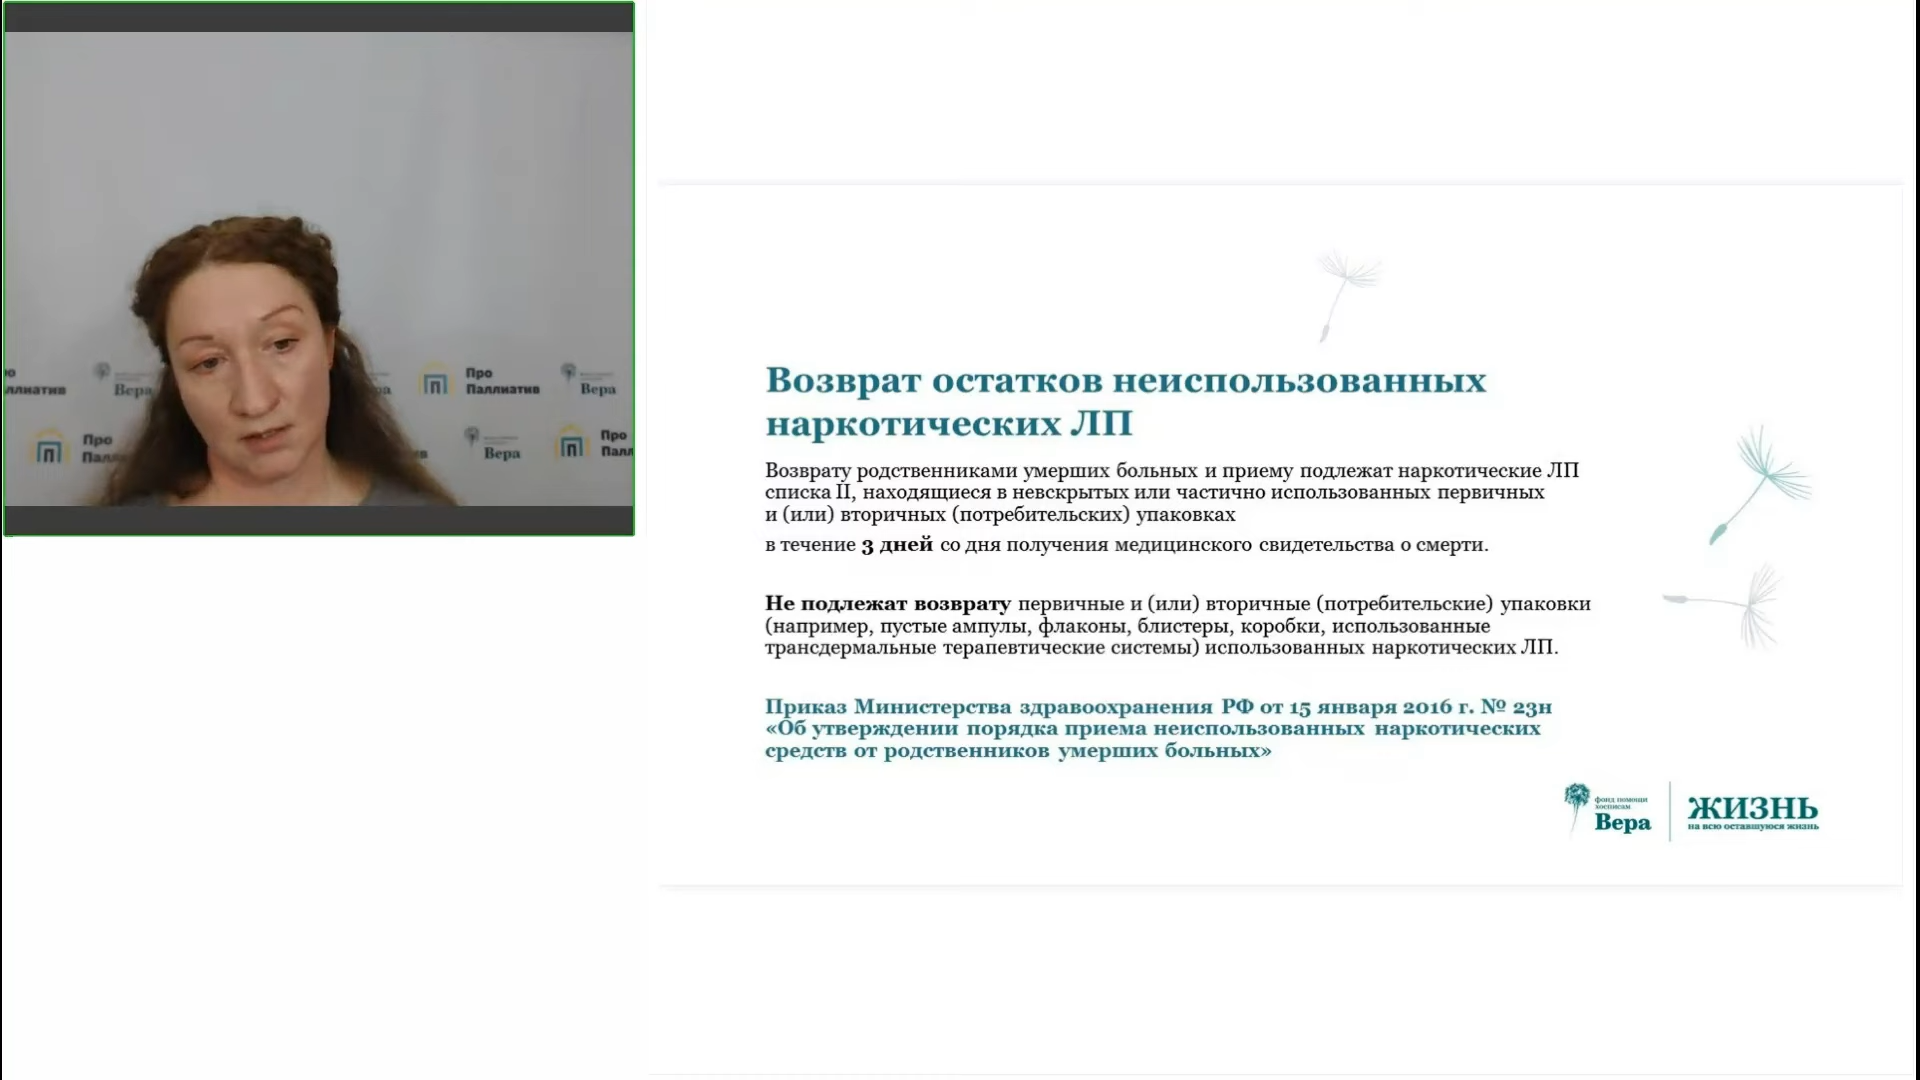 Про
Паллиатив
Вера
Про
Вера
Про
Возврат остатков неиспользованных
наркотических ЛП
Возврату родственниками умерших больных и приему подлежат наркотические ЛП
списка II, находящиеся в невскрытых или частично использованных первичных
и (или) вторичных (потребительских) упаковках
в течение 3 дней со дня получения медицинского свидетельства о смерти.
Не подлежат возврату первичные и (или) вторичные (потребительские) упаковки
(например, пустые ампулы, флаконы, блистеры, коробки, использованные
трансдермальные терапевтические системы) использованных наркотических ЛП.
Приказ Министерства здравоохранения РФ от 15 января 2016 г. № 23н
«Об утверждении порядка приема неиспользованных наркотических
средств от родственников умерших больных»
фонд помощи
хосписам
Вера
ЖИЗНЬ
на всю оставшуюся жизнь